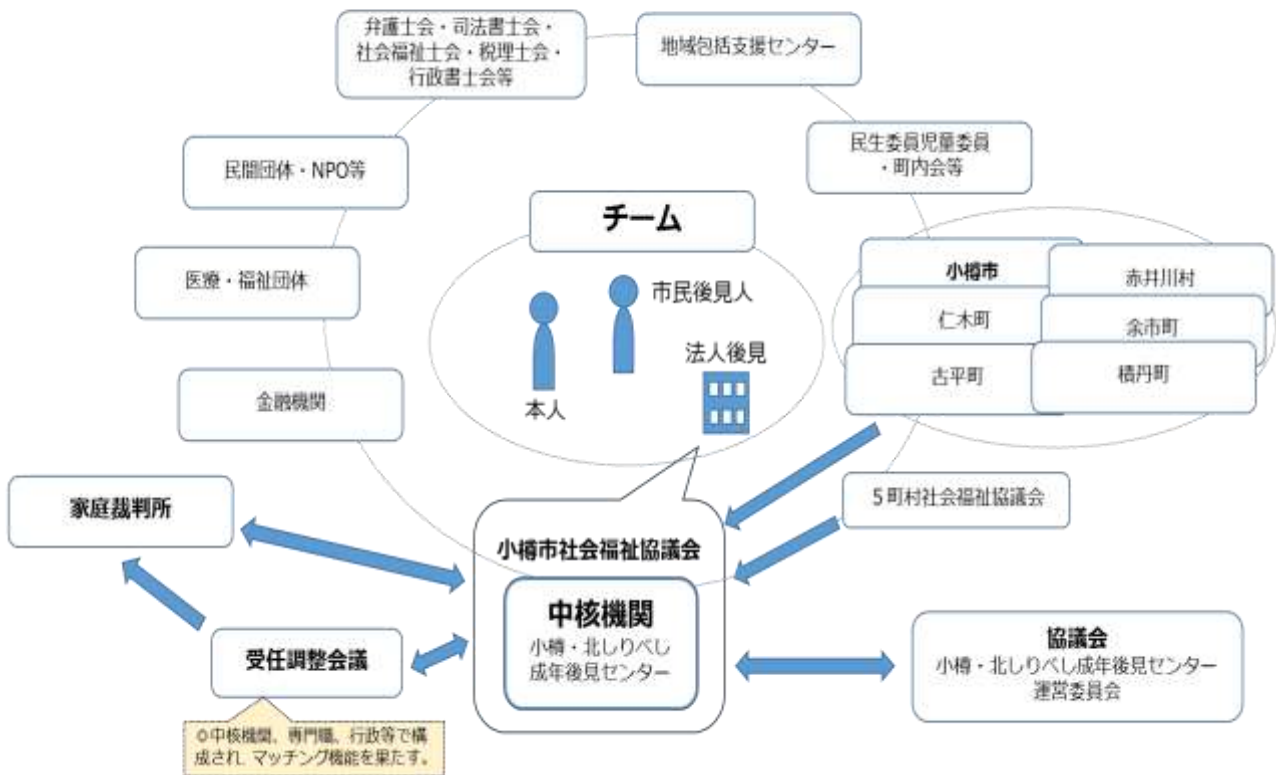 弁護士会・司法書士会・
社会福祉士会・税理士会・
行政書士会等
地域包括支援センター
民生委員児童委員
・町内会等
民間団体・NPO等
チーム
医療・福祉団体
市民後見人
法人後見
本人
小樽市
赤井川村
仁木町
余市町
古平町
積丹町
金融機関
5町村社会福祉協議会
家庭裁判所
小樽市社会福祉協議会
中核機関
小樽・北しりべし
成年後見センター
受任調整会議
協議会
小樽・北しりべし成年後見センター
運営委員会
○中核機関、専門職、行政等で構
成され、マッチング機能を果たす。